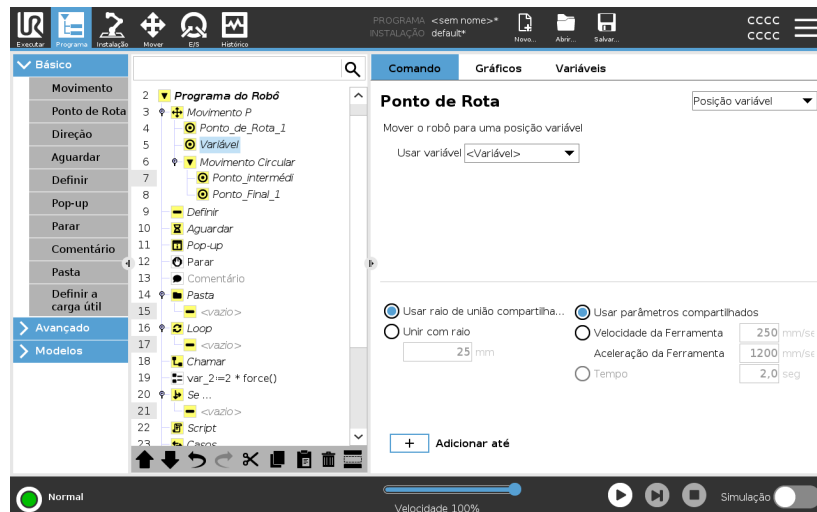 PROGRAMA <sem nome>*
INSTALAÇÃO default*
CCCC
CCCC
Executar Programa Instalação Mover E/S Histórico Novo... Abrir... Salvar...
Básico
Movimento
Ponto de Rota
Direção
Aguardar
Definir
Pop-up
Parar
Comentário
Pasta
Definir a
carga útil
Avançado
Modelos
2 Programa do Robô
3 Movimento P
4 Ponto_de_Rota_1
5 Variável
6 Movimento Circular
7 Ponto_intermédi
8 Ponto_Final_1
9 Definir
10 Aguardar
11 Pop-up
12 Parar
13 Comentário
14 Pasta
15 <vazio>
16 Loop
17 <vazio>
18 Chamar
19 var_2:=2 * force()
20 Se ...
21 <vazio>
22 Script
23 Casos
Comando Gráficos Variáveis
Ponto de Rota
Posição variável
Mover o robô para uma posição variável
Usar variável <Variável>
Usar raio de união compartilha...
Unir com raio
25 mm
Usar parâmetros compartilhados
Velocidade da Ferramenta 250 mm/se
Aceleração da Ferramenta 1200 mm/se
Tempo 2,0 seg
+ Adicionar até
Normal
Velocidade 100%
Simulação